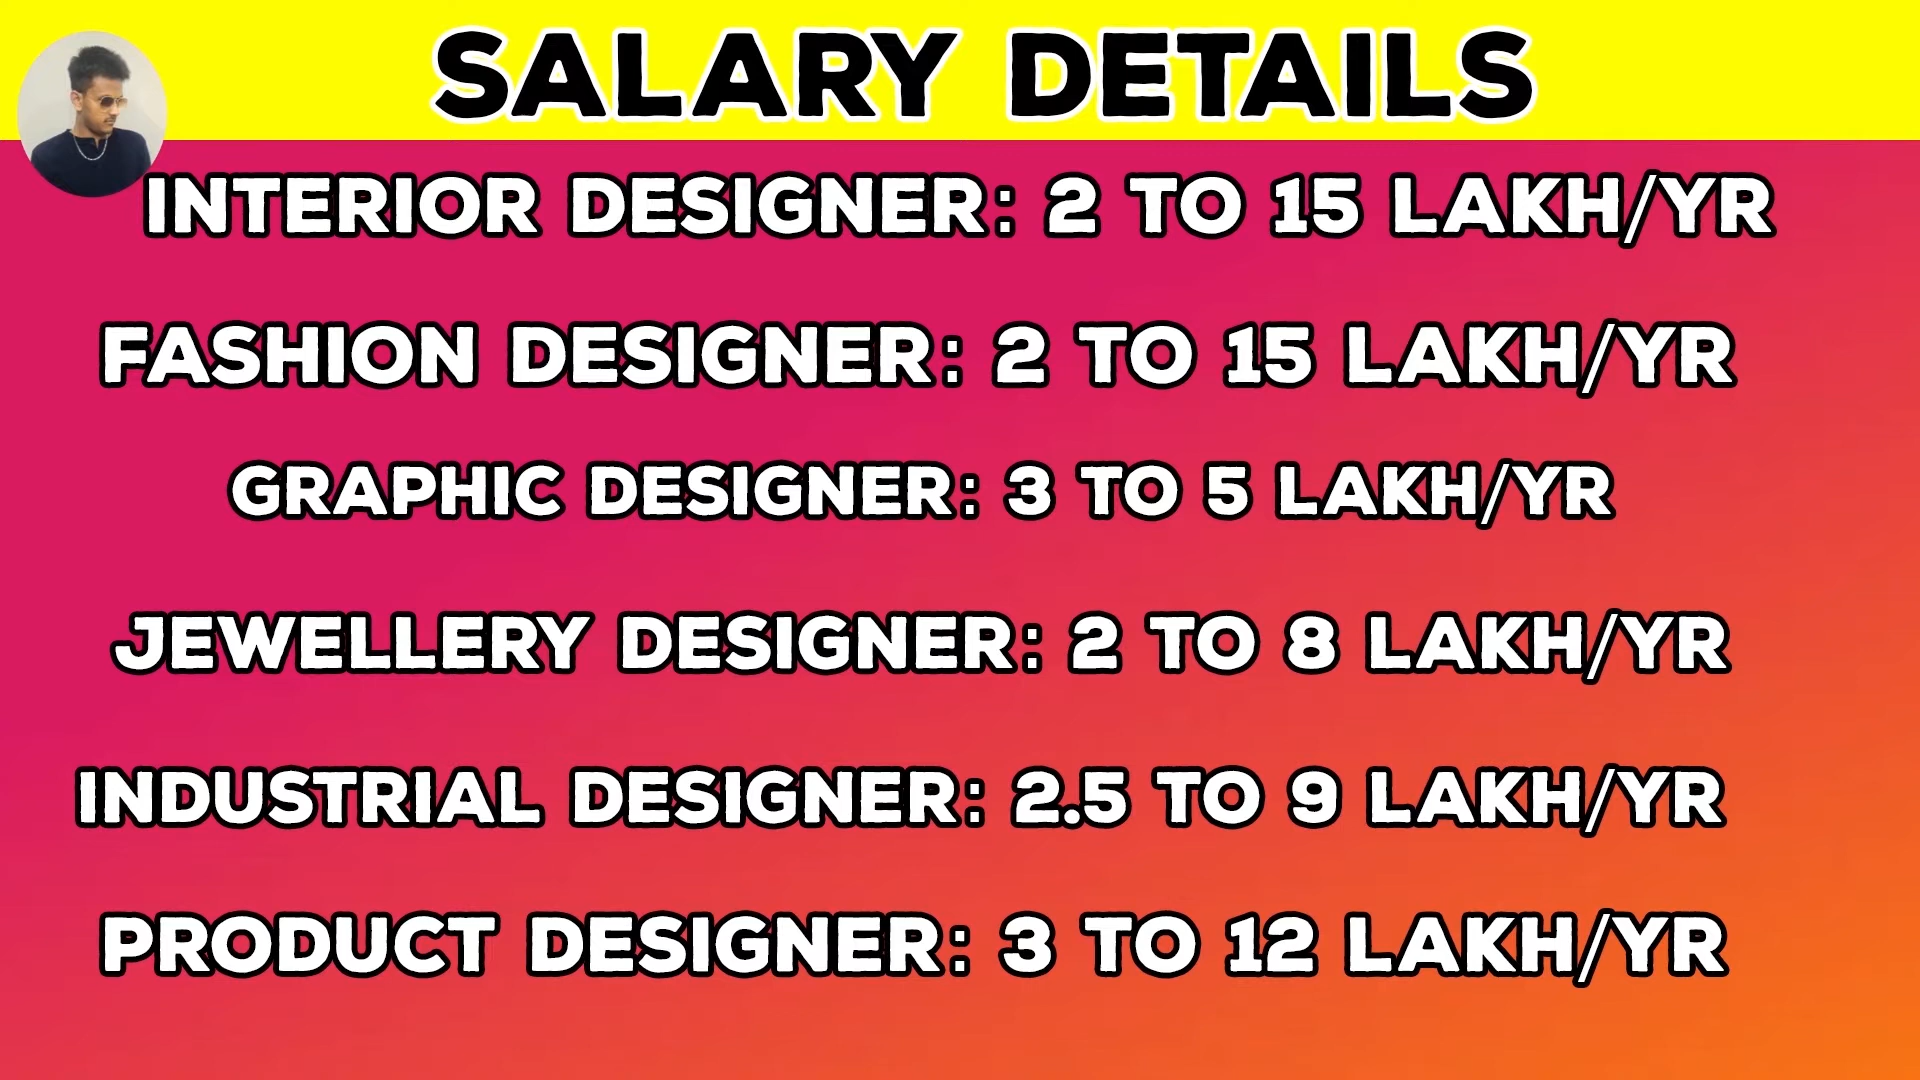 SALARY DETAILS
INTERIOR DESIGNER: 2 TO 15 LAKH/YR
FASHION DESIGNER: 2 TO 15 LAKH/YR
GRAPHIC DESIGNER: 3 TO 5 LAKH/YR
JEWELLERY DESIGNER: 2 TO 8 LAKH/YR
INDUSTRIAL DESIGNER: 2.5 TO 9 LAKH/YR
PRODUCT DESIGNER: 3 TO 12 LAKH/YR